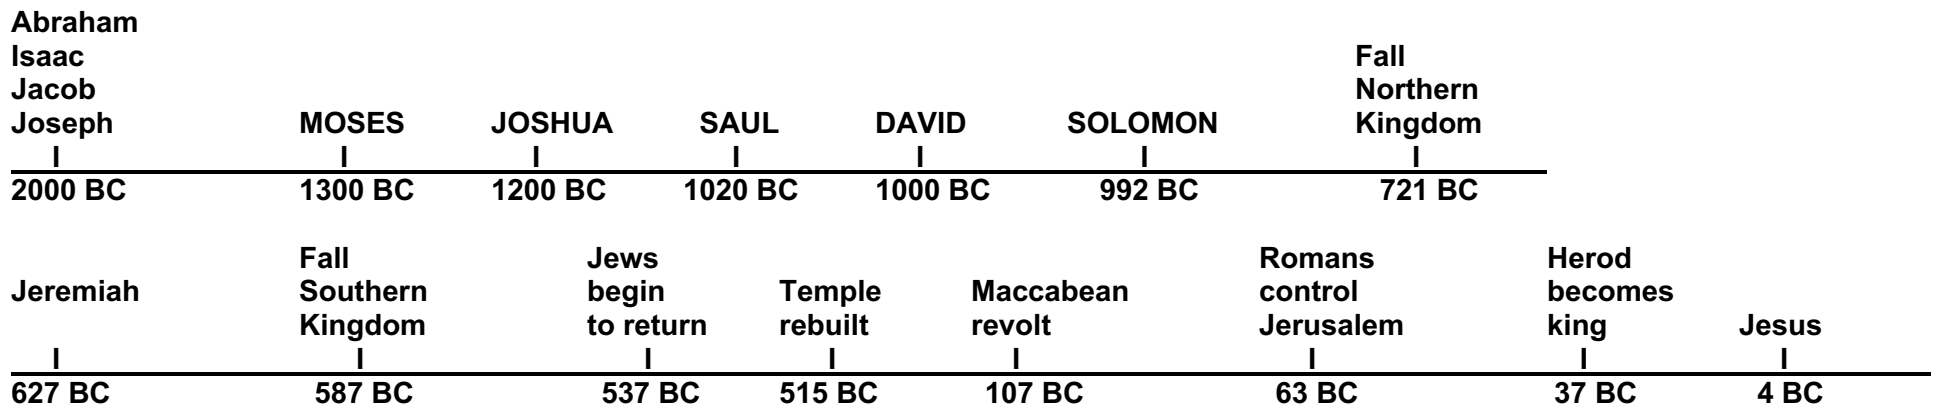 Abraham
Isaac Fall
Jacob Northern
Joseph MOSES JOSHUA SAUL DAVID SOLOMON Kingdom
2000 BC 1300 BC 1200 BC 1020 BC 1000 BC 992 BC 721 BC
Fall Jews Romans Herod
Jeremiah Southern begin Temple Maccabean control becomes
Kingdom to return rebuilt revolt Jerusalem king Jesus
627 BC 587 BC 537 BC 515 BC 107 BC 63 BC 37 BC 4 BC